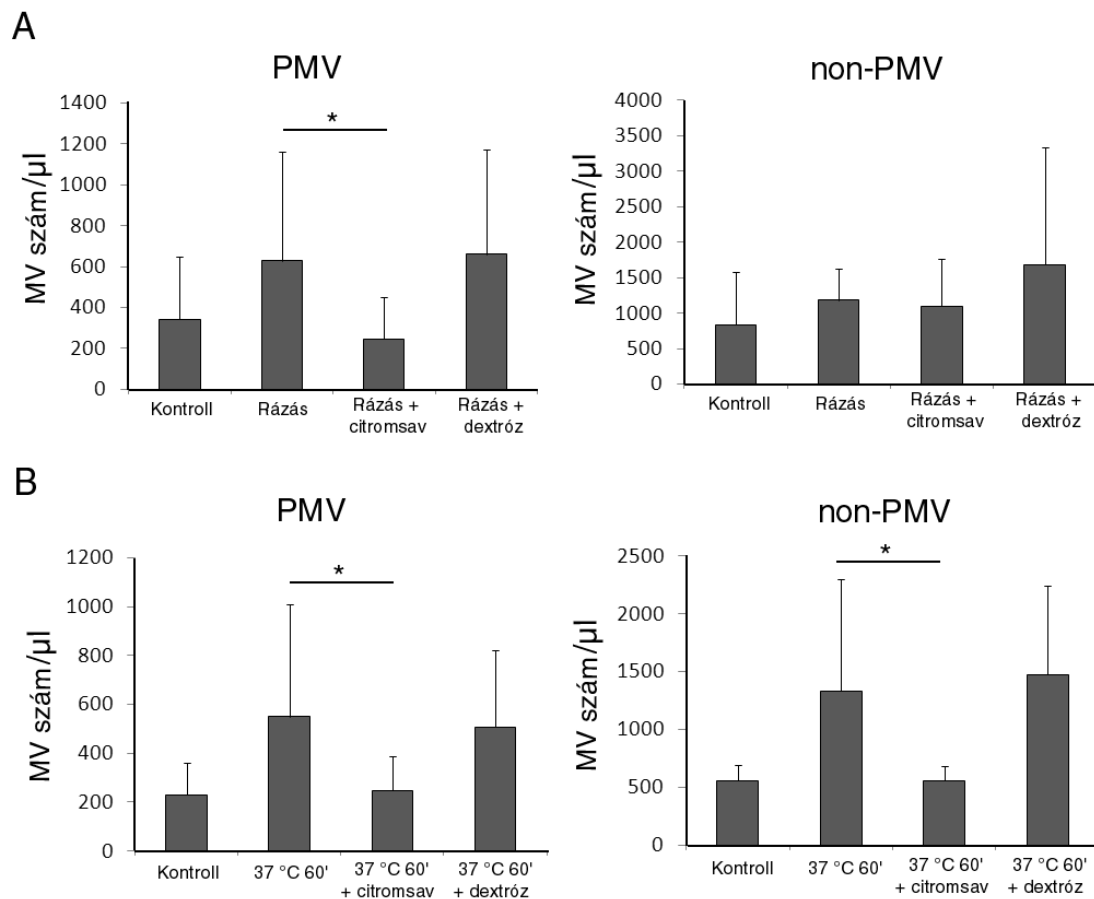 A
PMV
MV szám/µl
1400
1200
1000
800
600
400
200
0
*
Kontroll
Rázás
Rázás +
citromsav
Rázás +
dextróz
non-PMV
MV szám/µl
4000
3500
3000
2500
2000
1500
1000
500
0
Kontroll
Rázás
Rázás +
citromsav
Rázás +
dextróz
B
PMV
MV szám/µl
1200
1000
800
600
400
200
0
*
Kontroll
37 °C 60'
37 °C 60'
+ citromsav
37 °C 60'
+ dextróz
non-PMV
MV szám/µl
2500
2000
1500
1000
500
0
*
Kontroll
37 °C 60'
37 °C 60'
+ citromsav
37 °C 60'
+ dextróz